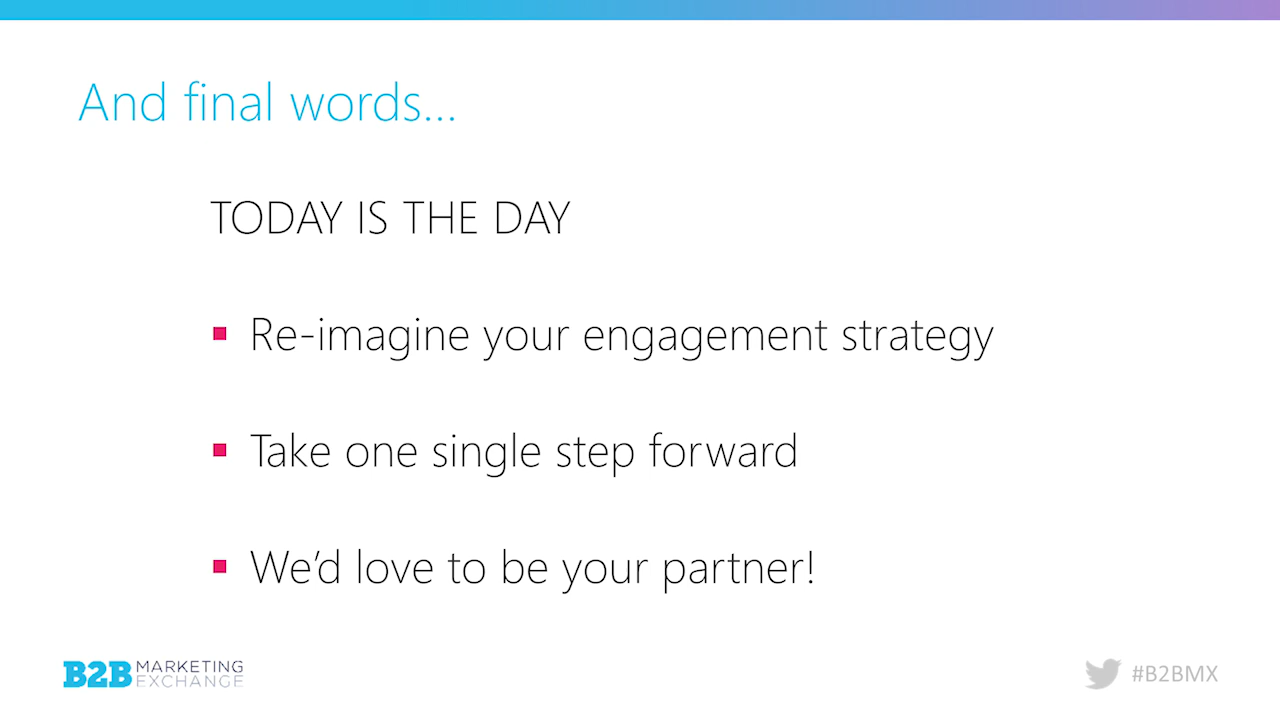 And final words...
TODAY IS THE DAY
Re-imagine your engagement strategy
Take one single step forward
We’d love to be your partner!
B2B MARKETING
EXCHANGE
#B2BMX